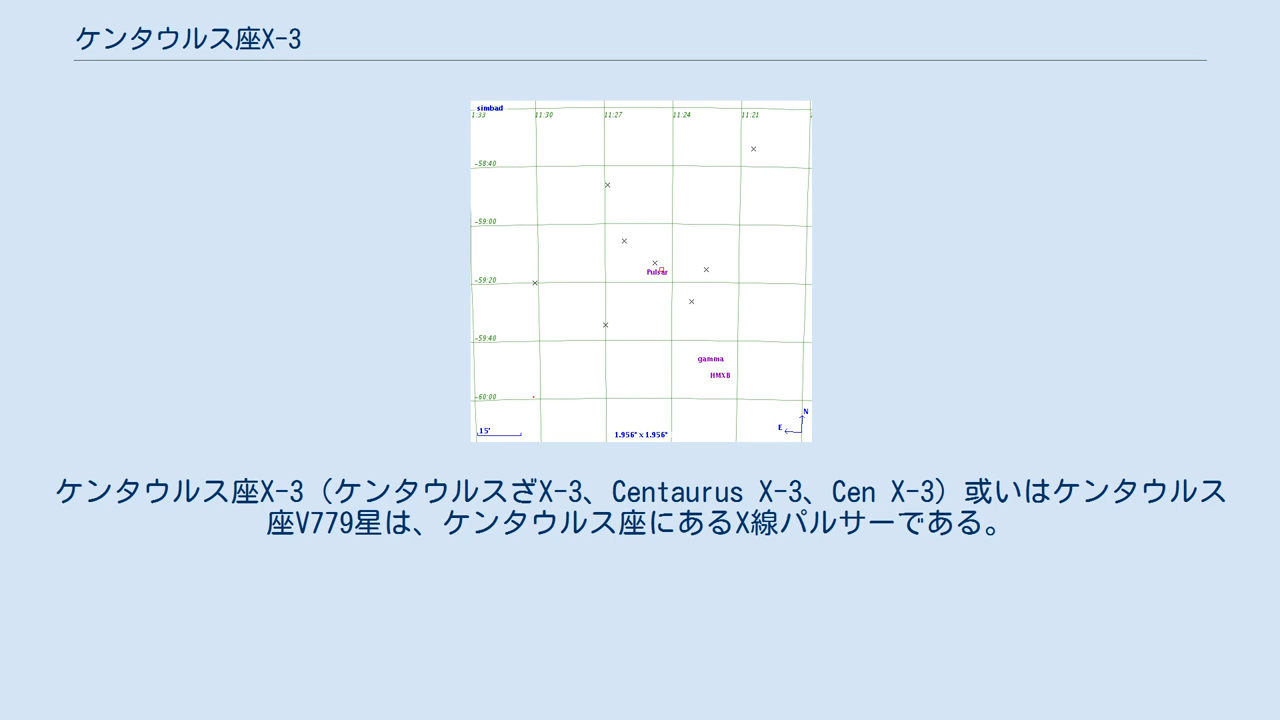 ケンタウルス座X-3
simbad
1:33 11:30 11:27 11:24 11:21
-58:40
-59:00
Pulsar
-59:20
-59:40
gamma
HMXB
-60:00
N
E
15' 1.956° x 1.956°
ケンタウルス座X-3（ケンタウルスざX-3、Centaurus X-3、Cen X-3）或いはケンタウルス
座V779星は、ケンタウルス座にあるX線パルサーである。